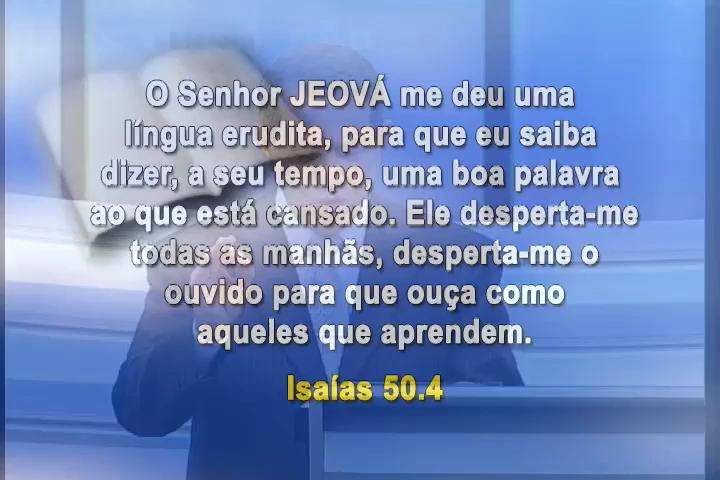 O Senhor JEOVÁ me deu uma
língua erudita, para que eu saiba
dizer, a seu tempo, uma boa palavra
ao que está cansado. Ele desperta-me
todas as manhãs, desperta-me o
ouvido para que ouça como
aqueles que aprendem.
Isaías 50.4